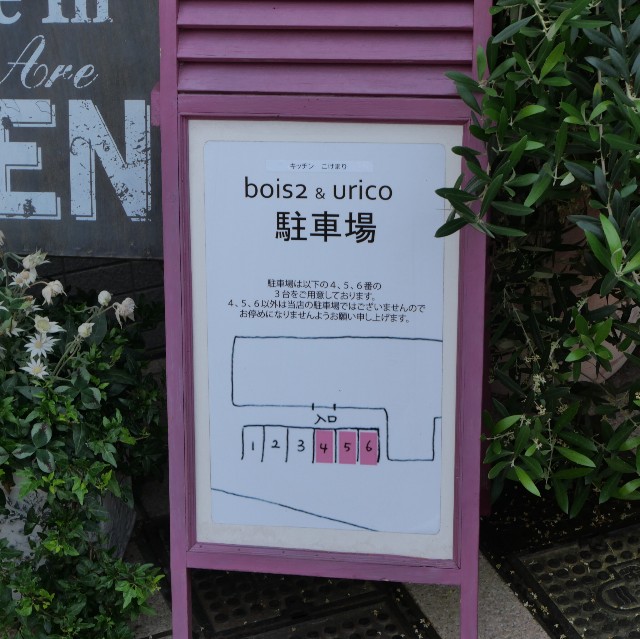 Are
EN
キッチン こけまり
bois2 & urico
駐車場
駐車場は以下の4、5、6番の
3台をご用意しております。
4、5、6以外は当店の駐車場ではございませんので
お停めになりませんようお願い申し上げます。
入口
1 2 3 4 5 6